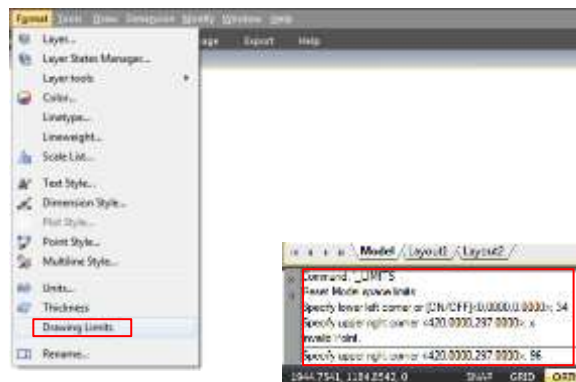 Format Tools Draw Dimension Modify Window Help
Export Help
Layer...
Layer States Manager...
Layer tools
Color...
Linetype...
Lineweight...
Scale List...
Text Style...
Dimension Style...
Plot Style...
Point Style...
Multiline Style...
Units...
Thickness
Drawing Limits
Rename...
Model Layout1 Layout2
Command: '_LIMITS
Reset Model space limits
Specify lower left corner or [ON/OFF]<0.0000,0.0000>: 34
Specify upper right corner <420.0000,297.0000>: x
Invalid Point.
Specify upper right corner <420.0000,297.0000>: 96
SNAP GRID